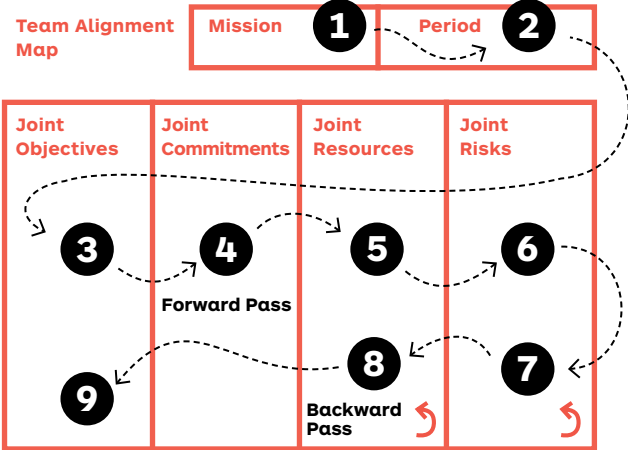 Team Alignment
Map
Mission
1
Period
2
Joint
Objectives
Joint
Commitments
Joint
Resources
Joint
Risks
3
4
5
6
Forward Pass
9
8
7
Backward
Pass